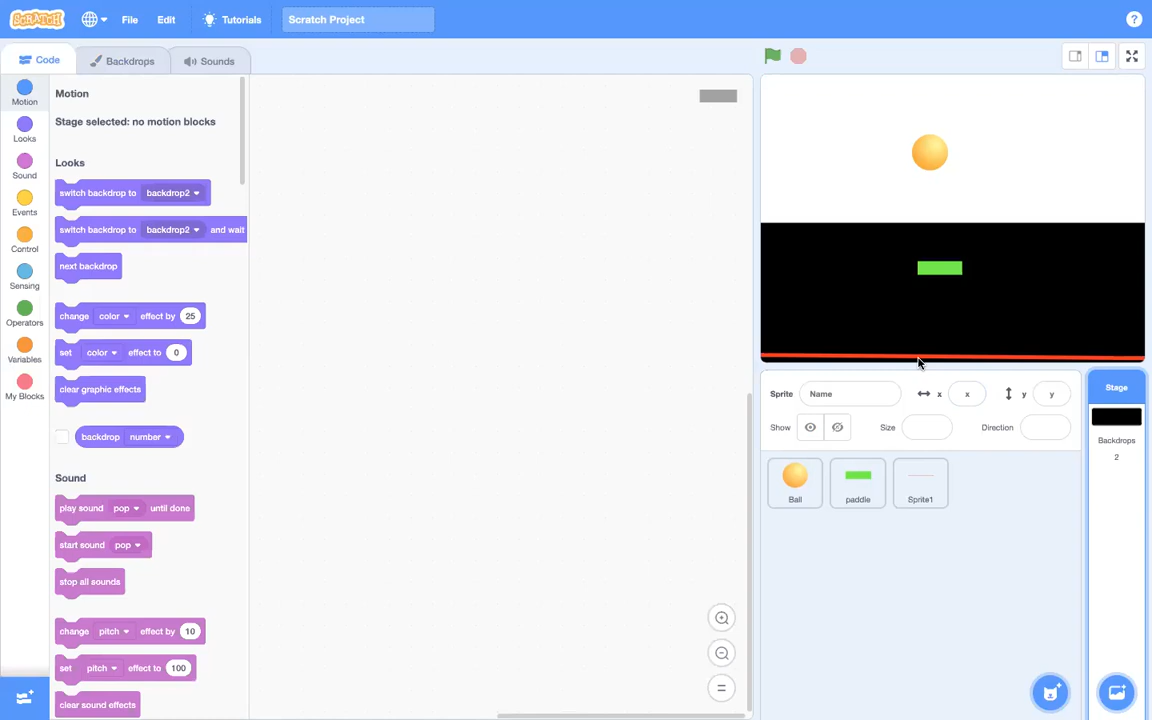 SCRATCH File Edit Tutorials Scratch Project ?
Code Backdrops Sounds
Motion
Looks
Sound
Events
Control
Sensing
Operators
Variables
My Blocks
Motion
Stage selected: no motion blocks
Looks
switch backdrop to backdrop2
switch backdrop to backdrop2 and wait
next backdrop
change color effect by 25
set color effect to 0
clear graphic effects
backdrop number
Sound
play sound pop until done
start sound pop
stop all sounds
change pitch effect by 10
set pitch effect to 100
clear sound effects
Sprite Name x x y y
Show Size Direction
Ball paddle Sprite1
Stage
Backdrops
2